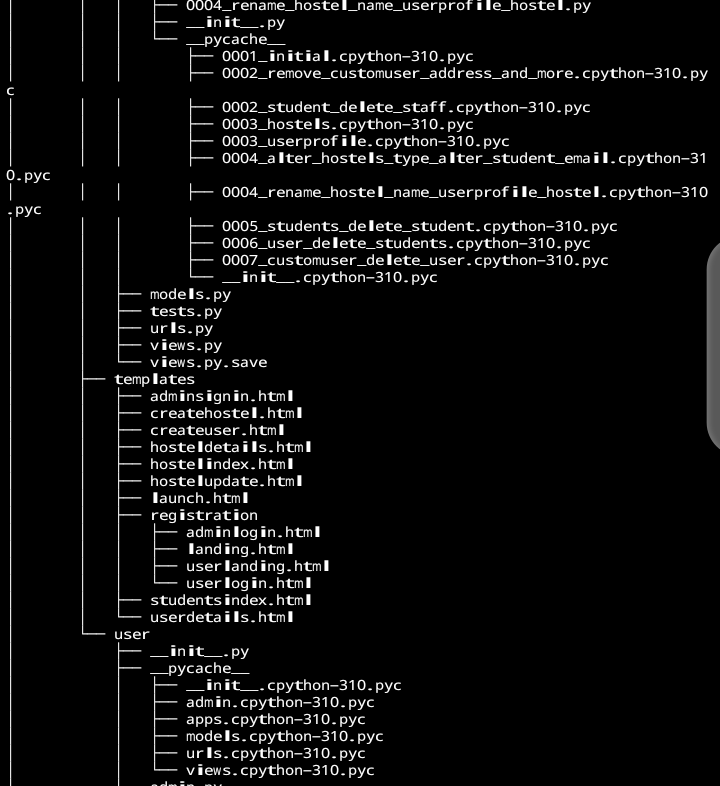 │   │   │   ├── 0004_rename_hostel_name_userprofile_hostel.py
│   │   │   ├── __init__.py
│   │   │   └── __pycache__
│   │   │       ├── 0001_initial.cpython-310.pyc
│   │   │       ├── 0002_remove_customuser_address_and_more.cpython-310.py
c
│   │   │       ├── 0002_student_delete_staff.cpython-310.pyc
│   │   │       ├── 0003_hostels.cpython-310.pyc
│   │   │       ├── 0003_userprofile.cpython-310.pyc
│   │   │       ├── 0004_alter_hostels_type_alter_student_email.cpython-31
0.pyc
│   │   │       ├── 0004_rename_hostel_name_userprofile_hostel.cpython-310
.pyc
│   │   │       ├── 0005_students_delete_student.cpython-310.pyc
│   │   │       ├── 0006_user_delete_students.cpython-310.pyc
│   │   │       ├── 0007_customuser_delete_user.cpython-310.pyc
│   │   │       └── __init__.cpython-310.pyc
│   │   ├── models.py
│   │   ├── tests.py
│   │   ├── urls.py
│   │   ├── views.py
│   │   └── views.py.save
│   ├── templates
│   │   ├── adminsignin.html
│   │   ├── createhostel.html
│   │   ├── createuser.html
│   │   ├── hosteldetails.html
│   │   ├── hostelindex.html
│   │   ├── hostelupdate.html
│   │   ├── launch.html
│   │   ├── registration
│   │   │   ├── adminlogin.html
│   │   │   ├── landing.html
│   │   │   ├── userlanding.html
│   │   │   └── userlogin.html
│   │   ├── studentsindex.html
│   │   └── userdetails.html
│   └── user
│       ├── __init__.py
│       ├── __pycache__
│       │   ├── __init__.cpython-310.pyc
│       │   ├── admin.cpython-310.pyc
│       │   ├── apps.cpython-310.pyc
│       │   ├── models.cpython-310.pyc
│       │   ├── urls.cpython-310.pyc
│       │   └── views.cpython-310.pyc